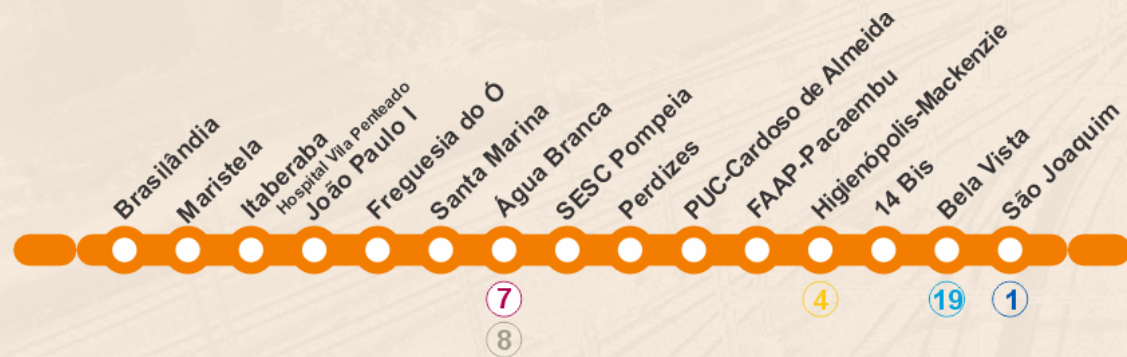 Brasilândia
Maristela
Itaberaba
Hospital Vila Penteado
João Paulo I
Freguesia do Ó
Santa Marina
Água Branca
SESC Pompeia
Perdizes
PUC-Cardoso de Almeida
FAAP-Pacaembu
Higienópolis-Mackenzie
14 Bis
Bela Vista
São Joaquim
7
4
19
1
8